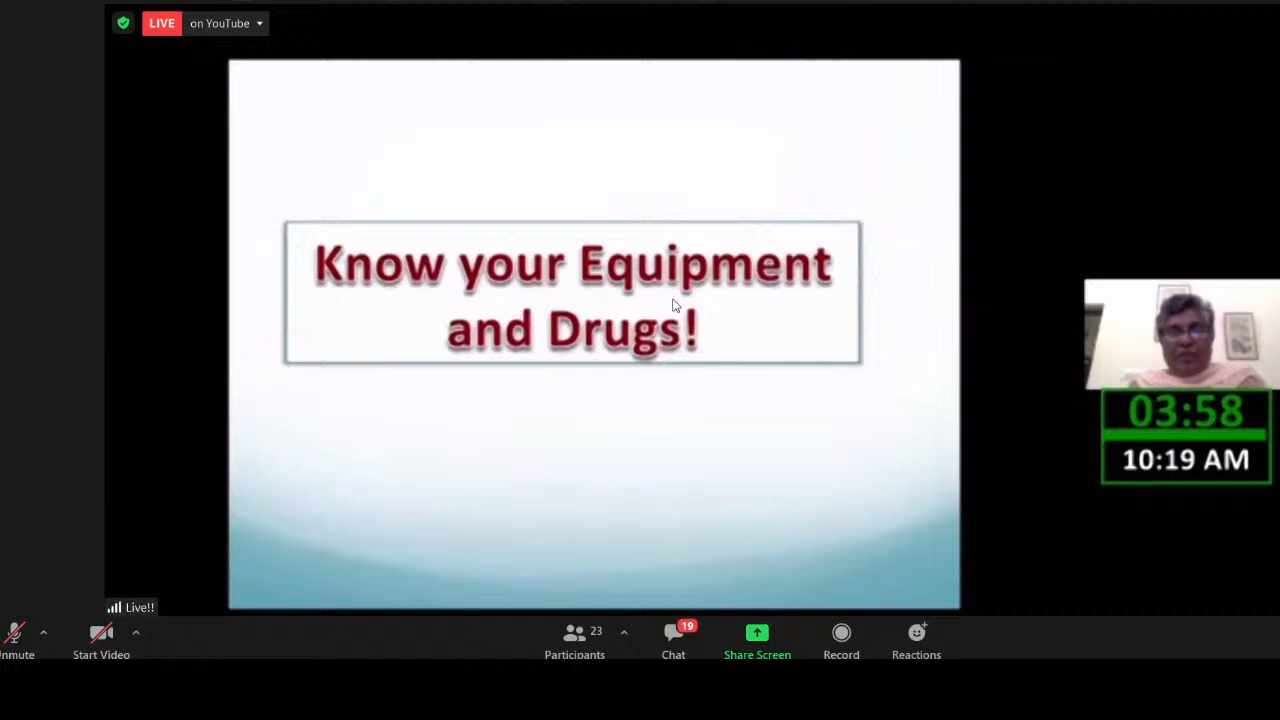 LIVE on YouTube
Know your Equipment
and Drugs!
03:58
10:19 AM
Live!!
23
19
nmute
Start Video
Participants
Chat
Share Screen
Record
Reactions